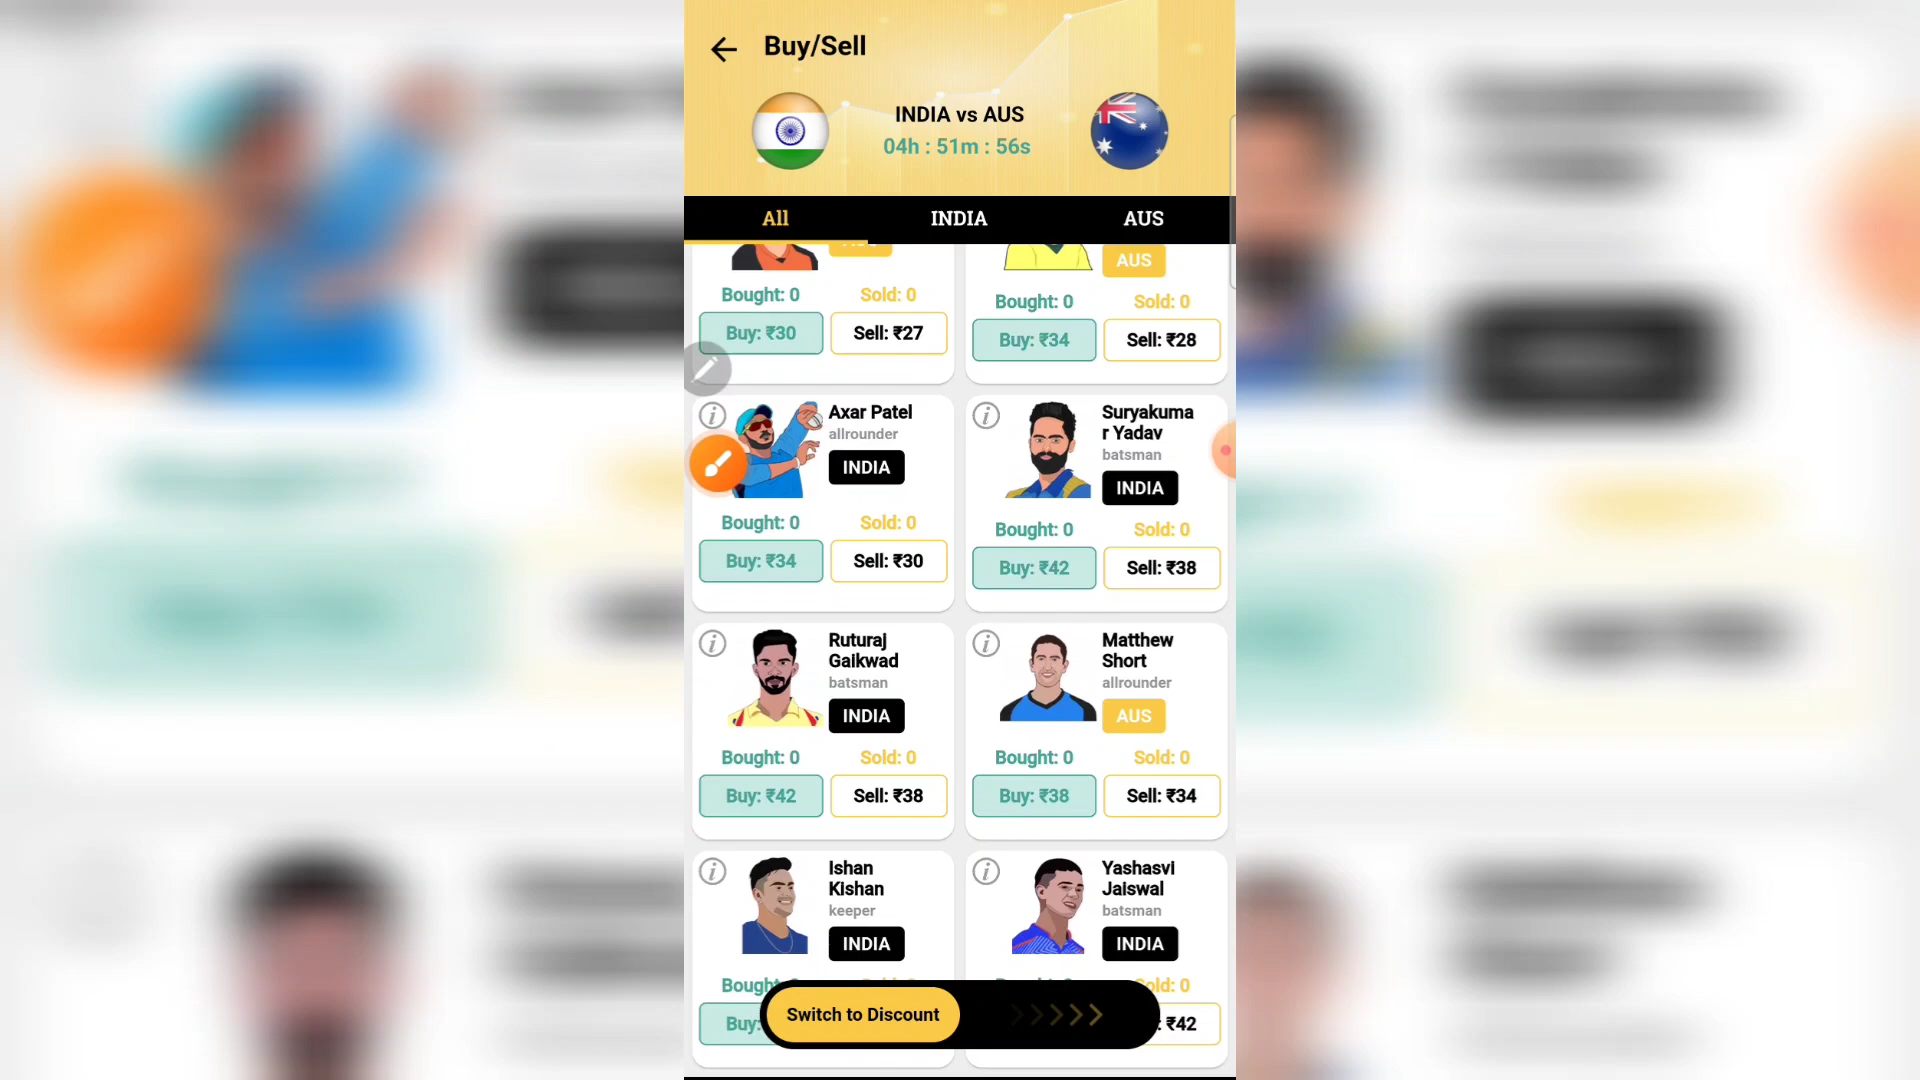 Buy/Sell
INDIA vs AUS
04h : 51m : 56s
All INDIA AUS
AUS
Bought: 0 Sold: 0 Bought: 0 Sold: 0
Buy: ₹30 Sell: ₹27 Buy: ₹34 Sell: ₹28
Axar Patel
allrounder
INDIA
Suryakuma
r Yadav
batsman
INDIA
Bought: 0 Sold: 0 Bought: 0 Sold: 0
Buy: ₹34 Sell: ₹30 Buy: ₹42 Sell: ₹38
Ruturaj
Gaikwad
batsman
INDIA
Matthew
Short
allrounder
AUS
Bought: 0 Sold: 0 Bought: 0 Sold: 0
Buy: ₹42 Sell: ₹38 Buy: ₹38 Sell: ₹34
Ishan
Kishan
keeper
INDIA
Yashasvi
Jaiswal
batsman
INDIA
Sold: 0
Buy: ₹42
Switch to Discount